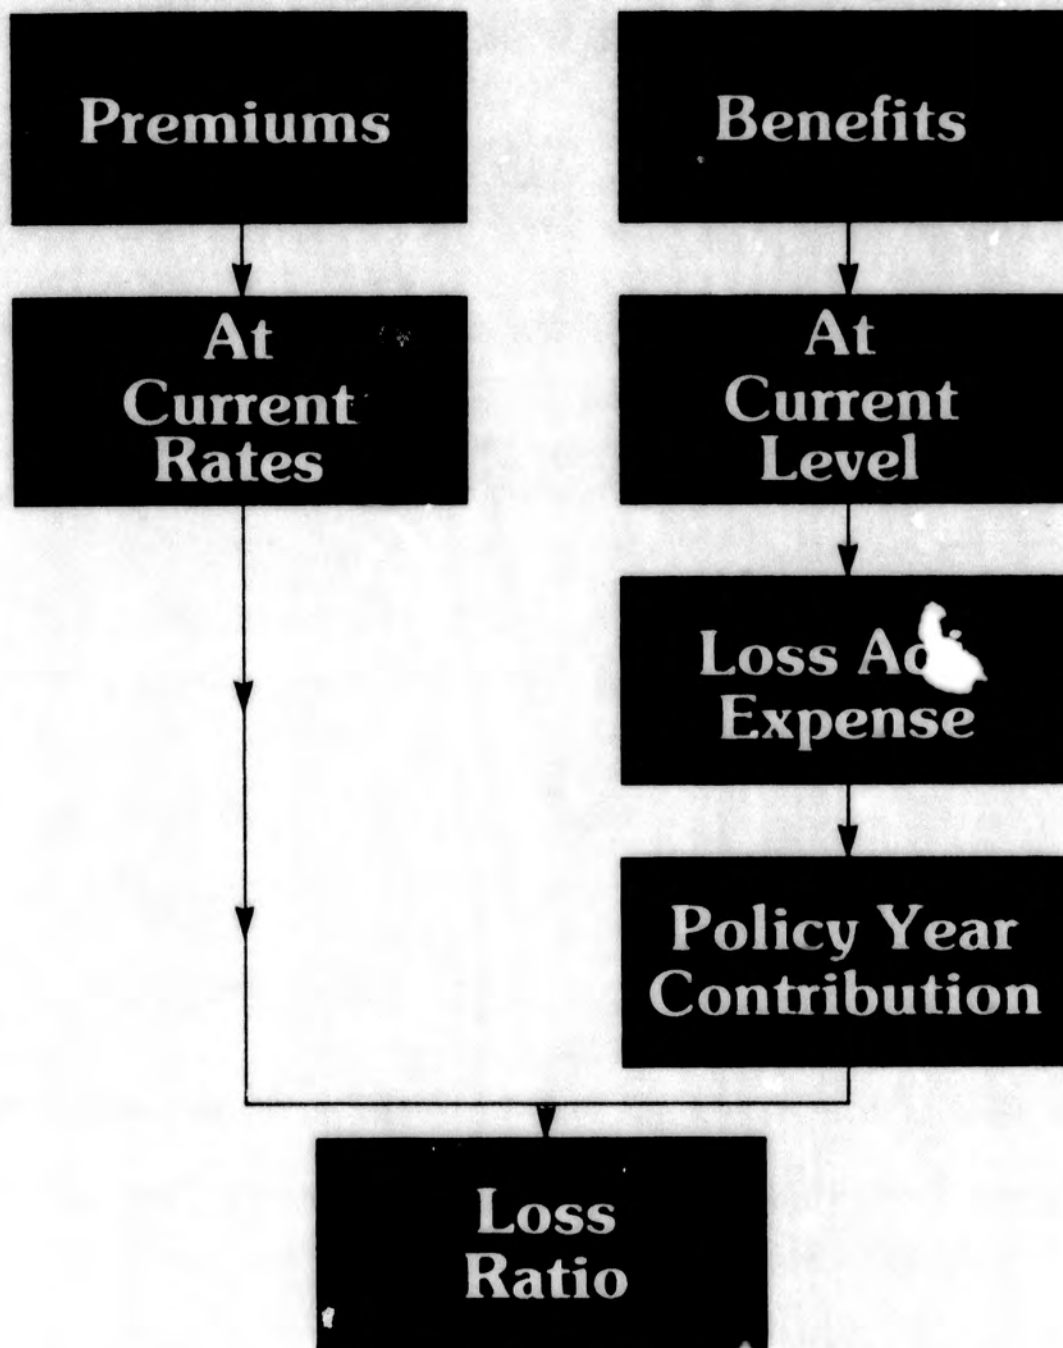 Premiums
Benefits
At
Current
Rates
At
Current
Level
Loss
Expense
Policy Year
Contribution
Loss
Ratio